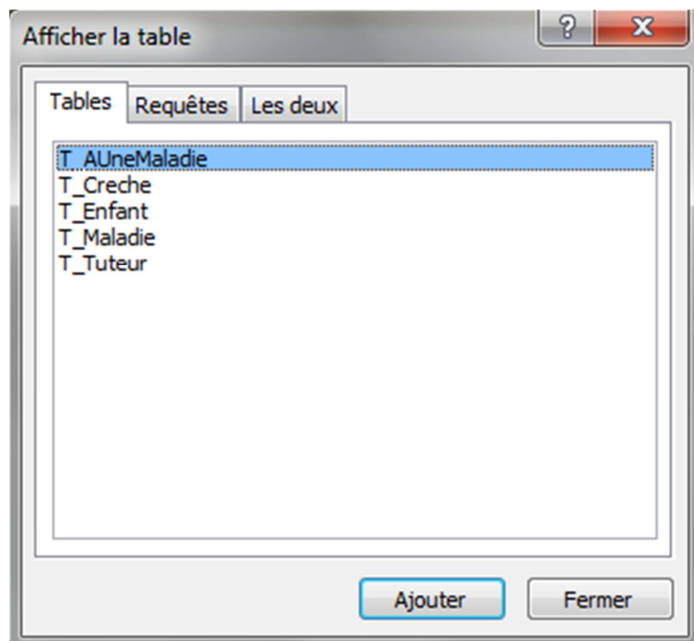 Afficher la table
? X
Tables Requêtes Les deux
T_AUneMaladie
T_Creche
T_Enfant
T_Maladie
T_Tuteur
Ajouter Fermer